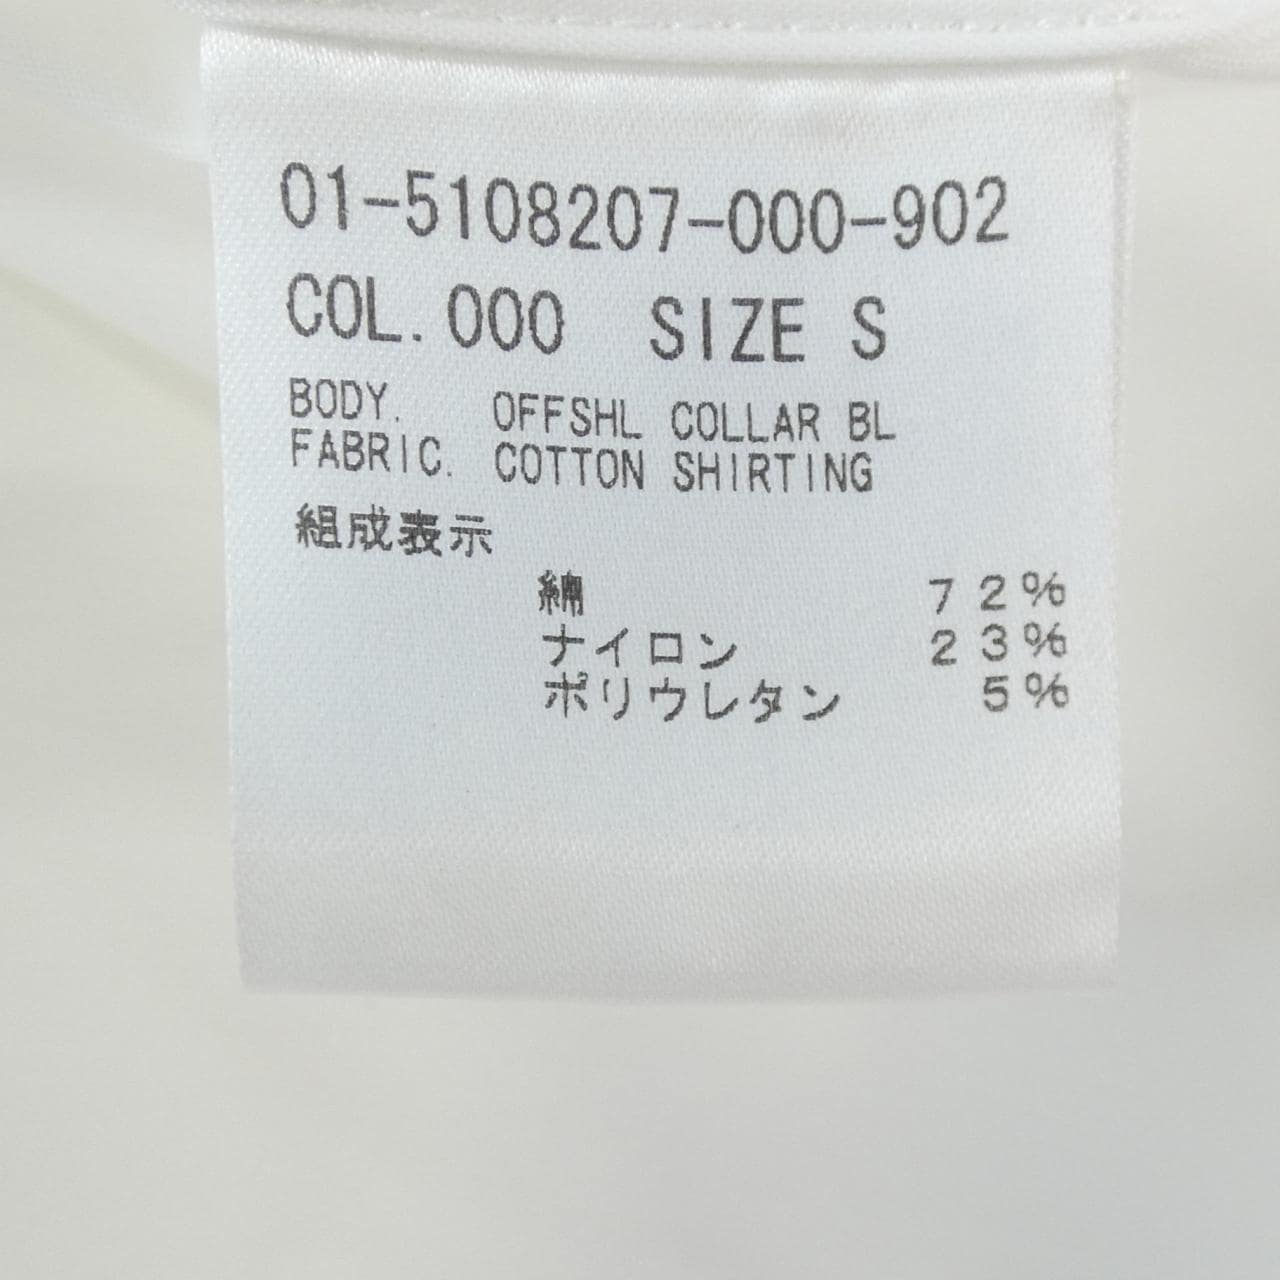 01-5108207-000-902
COL.000 SIZE S
BODY. OFFSHL COLLAR BL
FABRIC. COTTON SHIRTING
組成表示
綿 72%
ナイロン 23%
ポリウレタン 5%